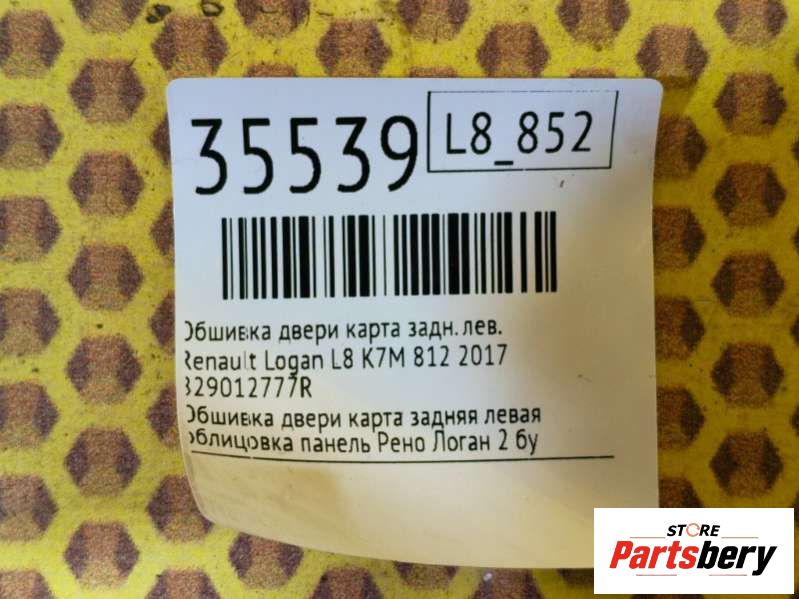 35539
L8_852
Обшивка двери карта задн. лев.
Renault Logan L8 K7M 812 2017
829012777R
Обшивка двери карта задняя левая
облицовка панель Рено Логан 2 бу
STORE
Partsbery